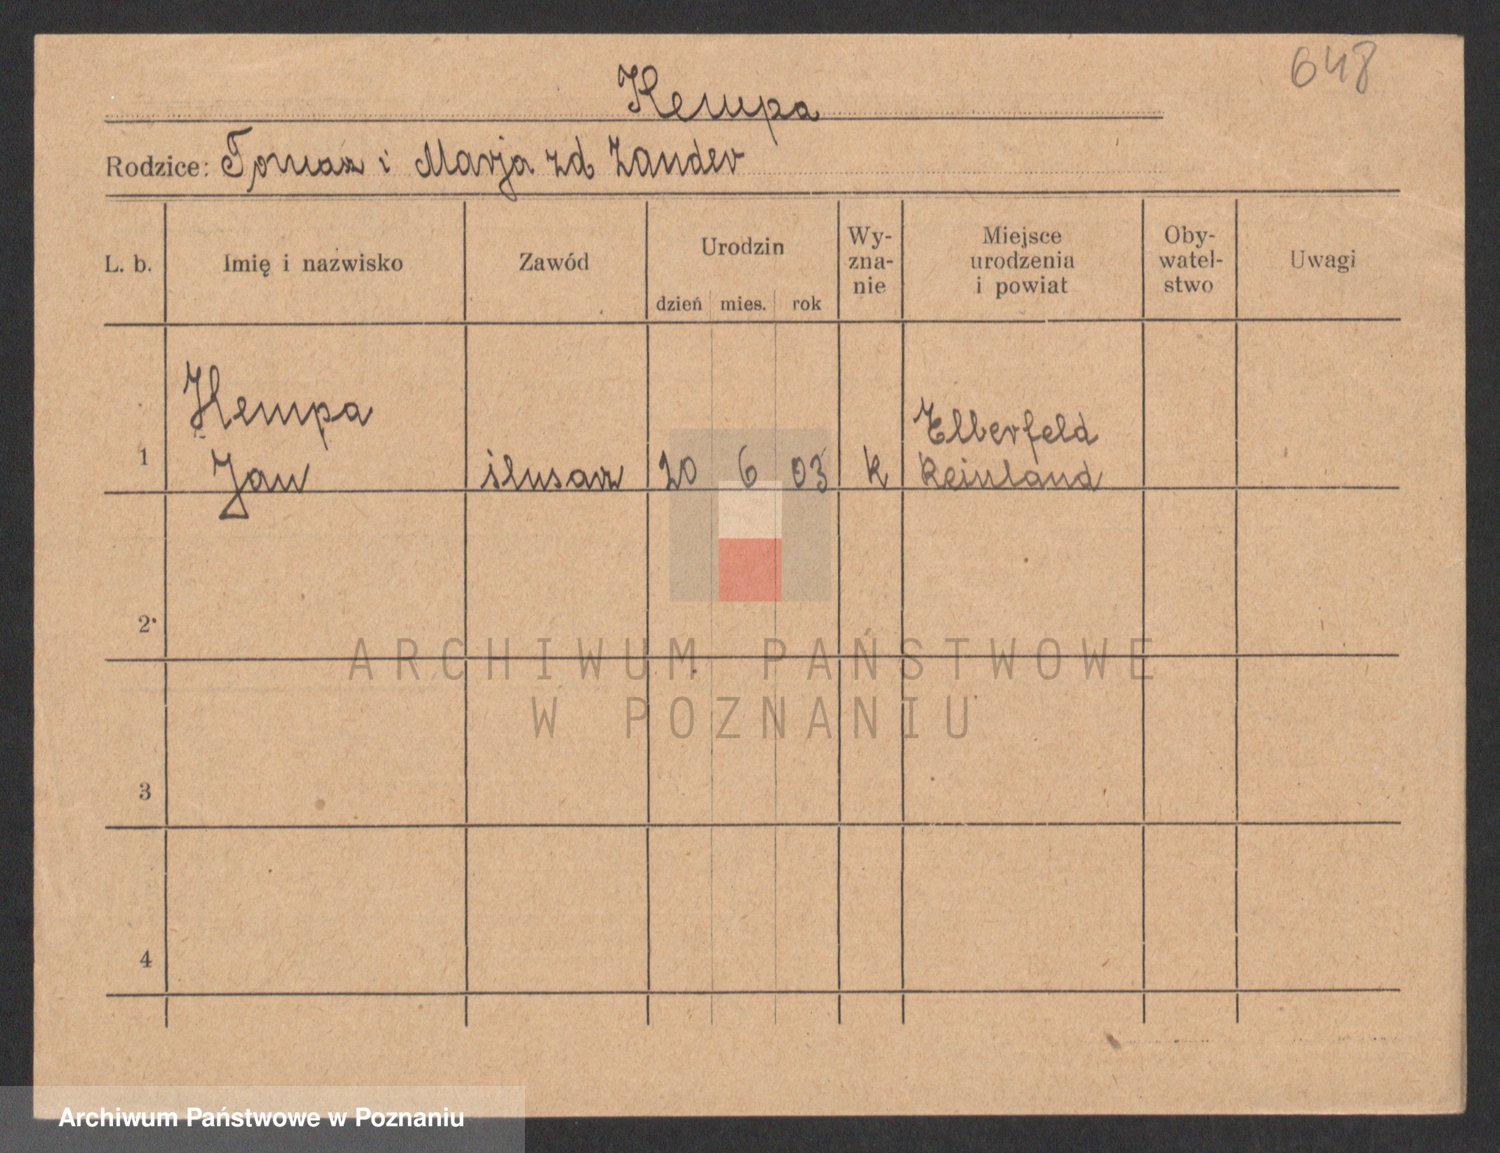 648
Kempa
Rodzice: Tomasz i Marja zd Zander
L. b.
Imię i nazwisko
Zawód
Urodzin
dzień mies. rok
Wy-
zna-
nie
Miejsce
urodzenia
i powiat
Oby-
watel-
stwo
Uwagi
1
Kempa
Jan
ślusarz
20 6 03
k
Elberfeld
Reinland
2
3
4
ARCHIWUM PAŃSTWOWE
W POZNANIU
Archiwum Państwowe w Poznaniu